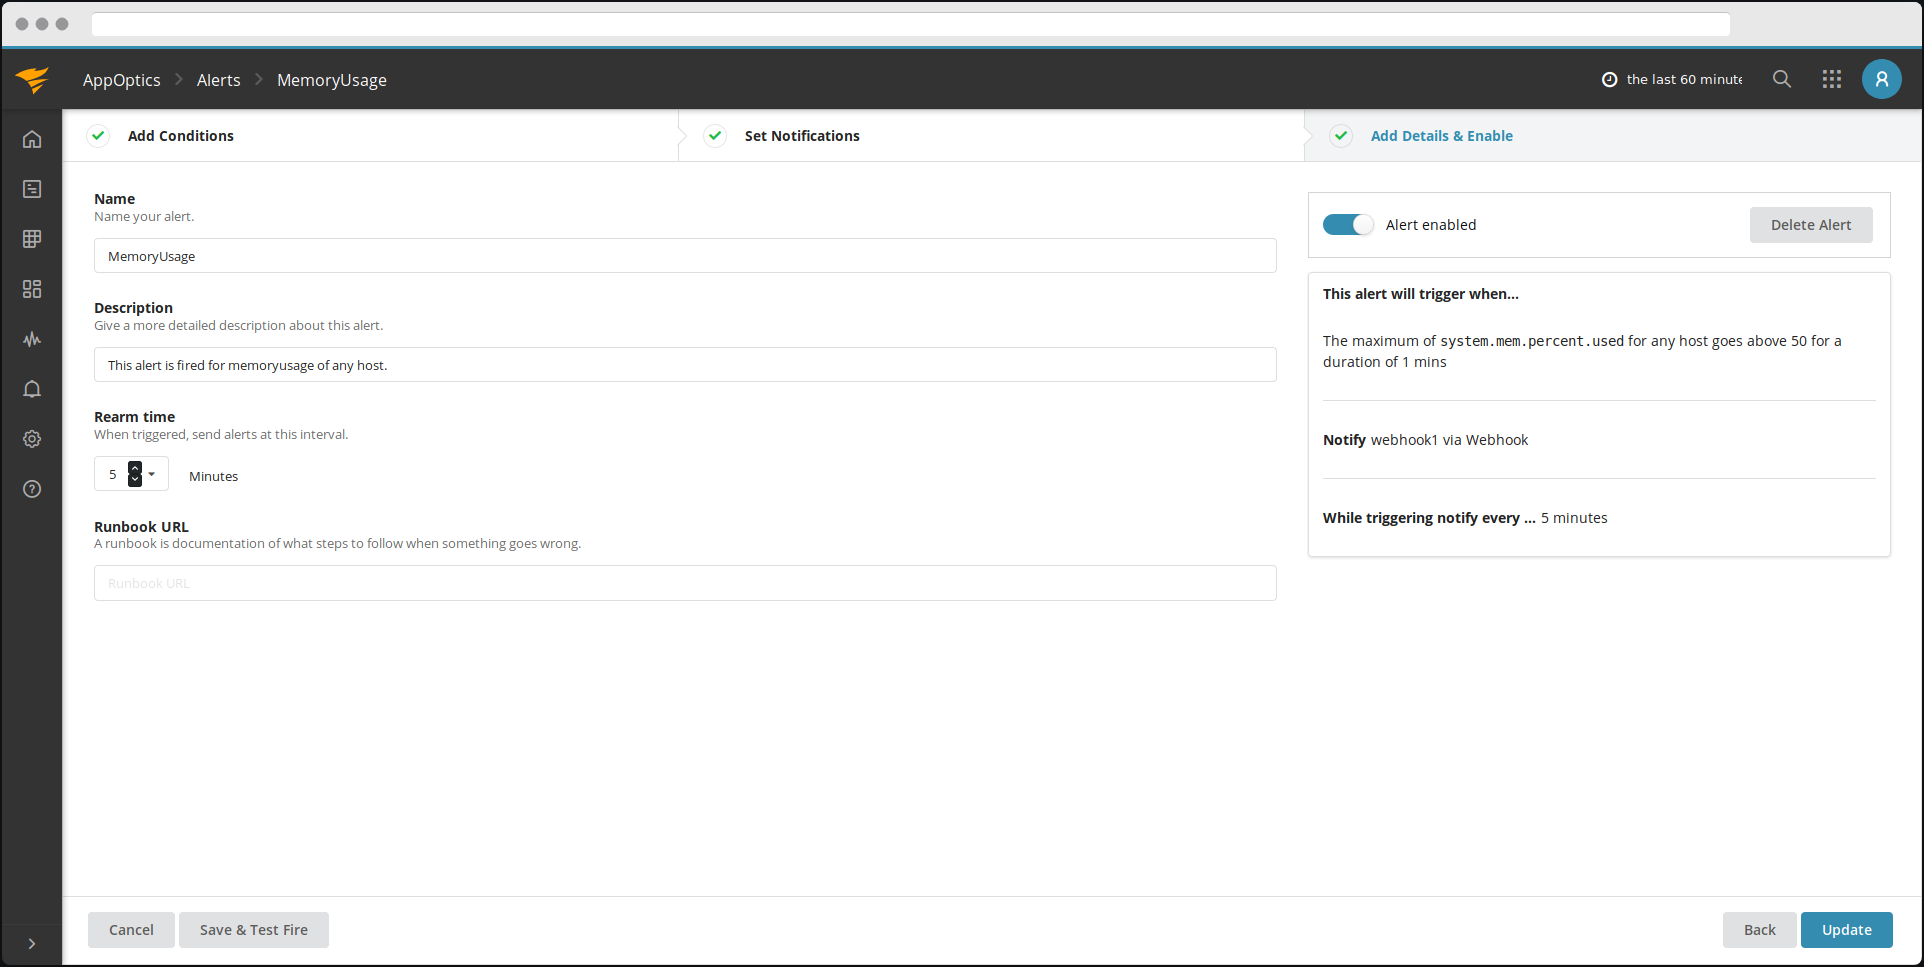 AppOptics > Alerts > MemoryUsage
the last 60 minute
Add Conditions
Set Notifications
Add Details & Enable
Name
Name your alert.
MemoryUsage
Description
Give a more detailed description about this alert.
This alert is fired for memoryusage of any host.
Rearm time
When triggered, send alerts at this interval.
5 Minutes
Runbook URL
A runbook is documentation of what steps to follow when something goes wrong.
Runbook URL
Alert enabled
Delete Alert
This alert will trigger when...
The maximum of system.mem.percent.used for any host goes above 50 for a
duration of 1 mins
Notify webhook1 via Webhook
While triggering notify every ... 5 minutes
Cancel
Save & Test Fire
Back
Update